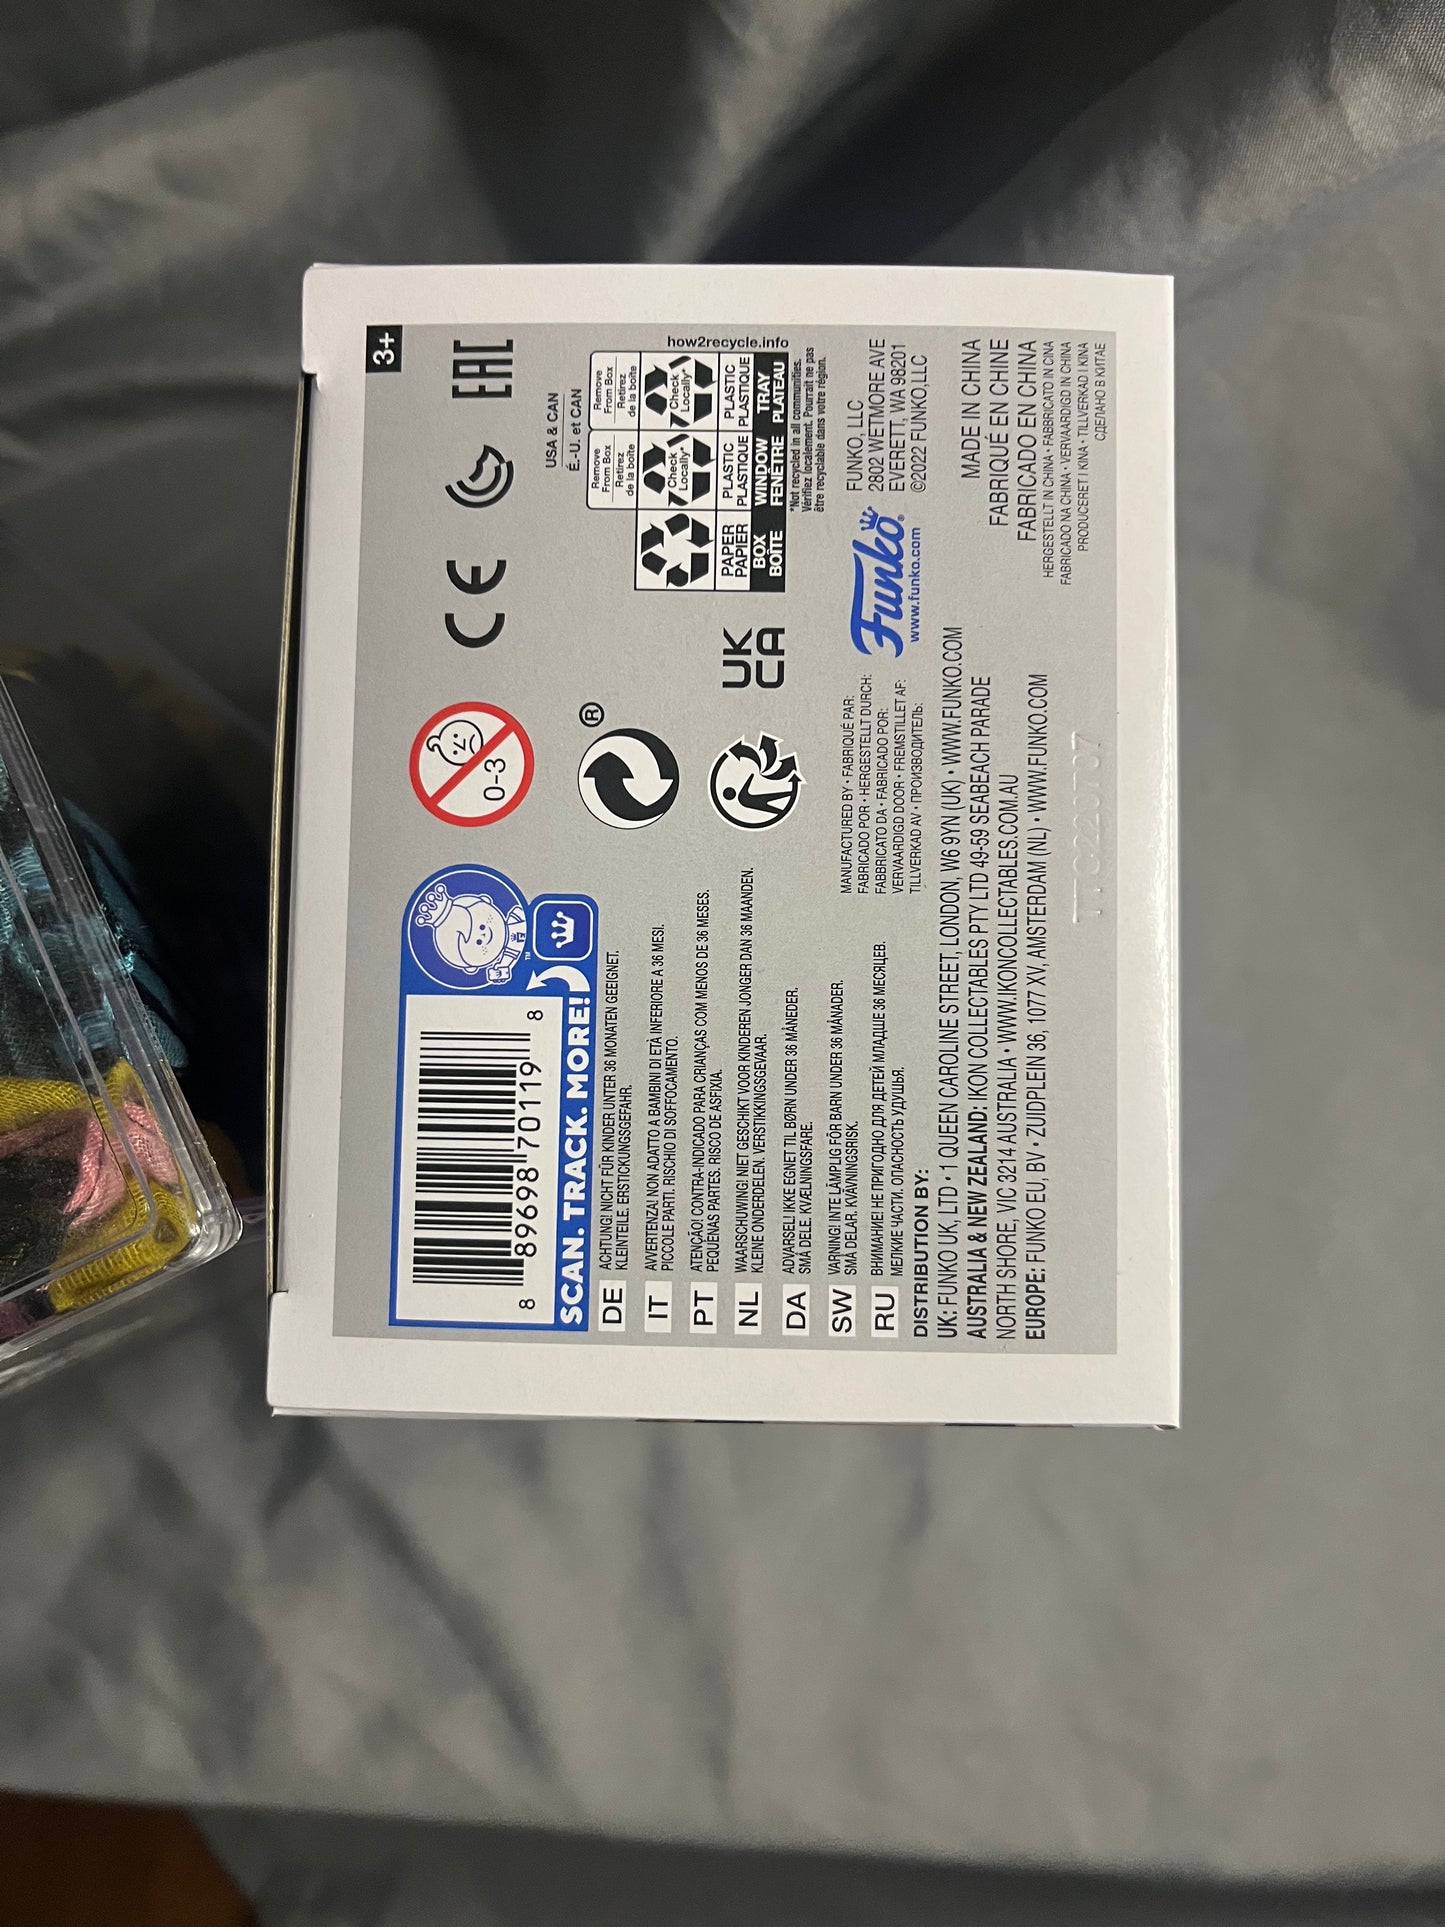 3+
8 89698 70119 8
SCAN. TRACK. MORE!
TM
0-3
CE
EAC
®
UK
CA
USA & CAN
É.-U. et CAN
Remove
From Box
Retirez
de la boîte
Remove
From Box
Retirez
de la boîte
Check
Locally*
Check
Locally*
PAPER
PAPIER
PLASTIC
PLASTIQUE
PLASTIC
PLASTIQUE
BOX
BOÎTE
WINDOW
FENÊTRE
TRAY
PLATEAU
how2recycle.info
*Not recycled in all communities.
Vérifiez localement. Pourrait ne pas
être recyclable dans votre région.
DE ACHTUNG! NICHT FÜR KINDER UNTER 36 MONATEN GEEIGNET.
KLEINTEILE. ERSTICKUNGSGEFAHR.
IT AVVERTENZA! NON ADATTO A BAMBINI DI ETÀ INFERIORE A 36 MESI.
PICCOLE PARTI. RISCHIO DI SOFFOCAMENTO.
PT ATENÇÃO! CONTRA-INDICADO PARA CRIANÇAS COM MENOS DE 36 MESES.
PEQUENAS PARTES. RISCO DE ASFIXIA.
NL WAARSCHUWING! NIET GESCHIKT VOOR KINDEREN JONGER DAN 36 MAANDEN.
KLEINE ONDERDELEN. VERSTIKKINGSGEVAAR.
DA ADVARSEL! IKKE EGNET TIL BØRN UNDER 36 MÅNEDER.
SMÅ DELE. KVÆLNINGSFARE.
SW VARNING! INTE LÄMPLIG FÖR BARN UNDER 36 MÅNADER.
SMÅ DELAR. KVÄVNINGSRISK.
RU ВНИМАНИЕ! НЕ ПРИГОДНО ДЛЯ ДЕТЕЙ МЛАДШЕ 36 МЕСЯЦЕВ.
МЕЛКИЕ ЧАСТИ. ОПАСНОСТЬ УДУШЬЯ.
MANUFACTURED BY • FABRIQUÉ PAR:
FABRICADO POR • HERGESTELLT DURCH:
FABBRICATO DA • FABRICADO POR:
VERVAARDIGD DOOR • FREMSTILLET AF:
TILLVERKAD AV • ПРОИЗВОДИТЕЛЬ:
Funko®
www.funko.com
FUNKO, LLC
2802 WETMORE AVE
EVERETT, WA 98201
©2022 FUNKO,LLC
DISTRIBUTION BY:
UK: FUNKO UK, LTD • 1 QUEEN CAROLINE STREET, LONDON, W6 9YN (UK) • WWW.FUNKO.COM
AUSTRALIA & NEW ZEALAND: IKON COLLECTABLES PTY LTD 49-59 SEABEACH PARADE
NORTH SHORE, VIC 3214 AUSTRALIA • WWW.IKONCOLLECTABLES.COM.AU
EUROPE: FUNKO EU, BV • ZUIDPLEIN 36, 1077 XV, AMSTERDAM (NL) • WWW.FUNKO.COM
MADE IN CHINA
FABRIQUÉ EN CHINE
FABRICADO EN CHINA
HERGESTELLT IN CHINA • FABBRICATO IN CINA
FABRICADO NA CHINA • VERVAARDIGD IN CHINA
PRODUCERET I KINA • TILLVERKAD I KINA
СДЕЛАНО В КИТАЕ